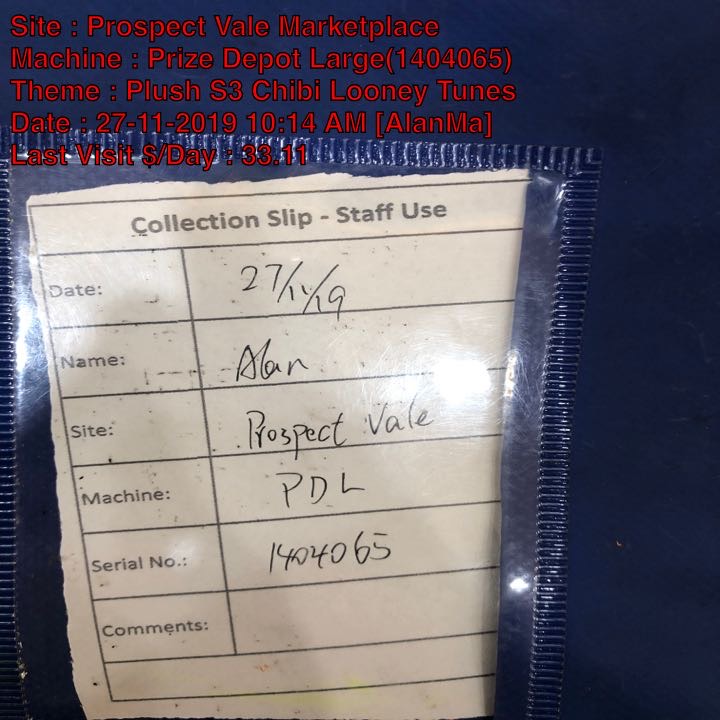 Site : Prospect Vale Marketplace
Machine : Prize Depot Large(1404065)
Theme : Plush S3 Chibi Looney Tunes
Date : 27-11-2019 10:14 AM [AlanMa]
Last Visit $/Day : 33.11
Collection Slip - Staff Use
Date: 27/11/19
Name: Alan
Site: Prospect Vale
Machine: PDL
Serial No.: 1404065
Comments: